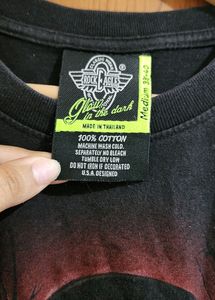 ROCK EAGLE
Glow
in the dark
MADE IN THAILAND
Medium 38-40
100% COTTON
MACHINE WASH COLD.
SEPARATELY NO BLEACH
TUMBLE DRY LOW
DO NOT IRON IF DECORATED
U.S.A. DESIGNED